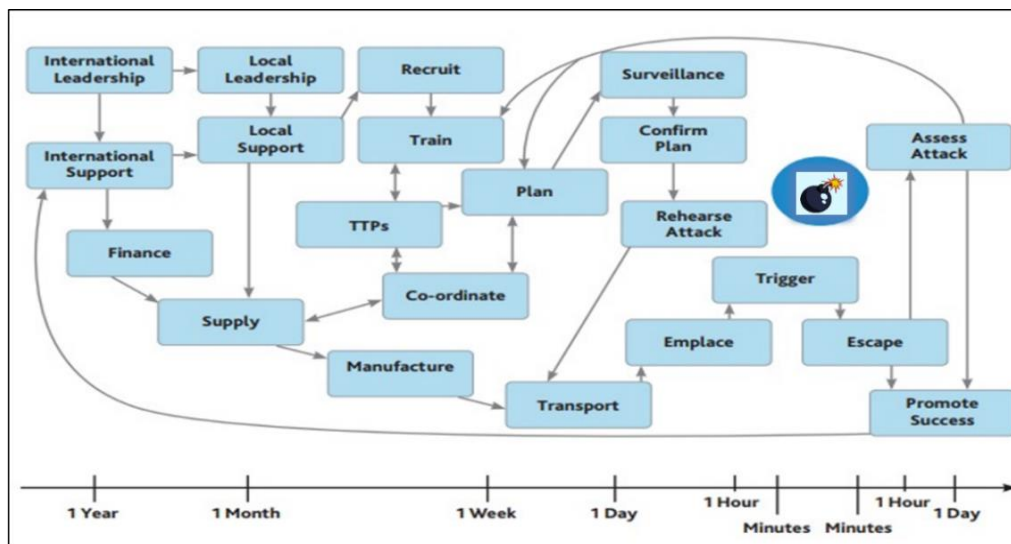 International
Leadership
Local
Leadership
Recruit
Surveillance
International
Support
Local
Support
Train
Confirm
Plan
Assess
Attack
Plan
TTPs
Rehearse
Attack
Finance
Co-ordinate
Trigger
Supply
Emplace
Escape
Manufacture
Transport
Promote
Success
1 Year
1 Month
1 Week
1 Day
1 Hour
Minutes
Minutes
1 Hour
1 Day